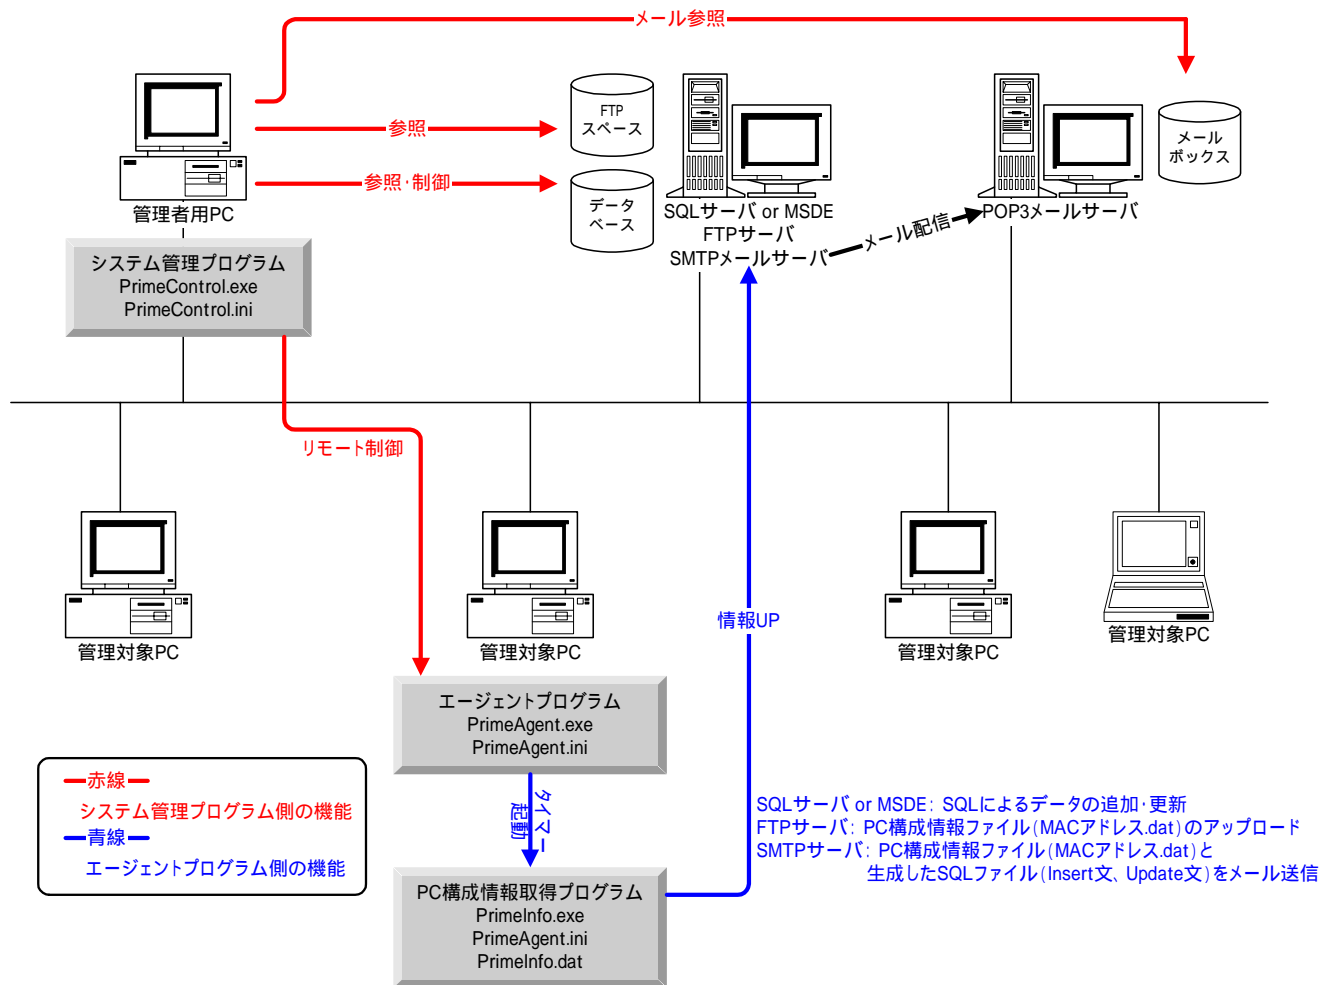 メール参照
参照
参照・制御
FTP
スペース
データ
ベース
メール
ボックス
管理者用PC
システム管理プログラム
PrimeControl.exe
PrimeControl.ini
SQLサーバ or MSDE
FTPサーバ
SMTPメールサーバ
メール配信
POP3メールサーバ
リモート制御
管理対象PC
管理対象PC
管理対象PC
管理対象PC
情報UP
エージェントプログラム
PrimeAgent.exe
PrimeAgent.ini
タイマー
起動
PC構成情報取得プログラム
PrimeInfo.exe
PrimeAgent.ini
PrimeInfo.dat
赤線
システム管理プログラム側の機能
青線
エージェントプログラム側の機能
SQLサーバ or MSDE: SQLによるデータの追加・更新
FTPサーバ: PC構成情報ファイル(MACアドレス.dat)のアップロード
SMTPサーバ: PC構成情報ファイル(MACアドレス.dat)と
生成したSQLファイル(Insert文、Update文)をメール送信